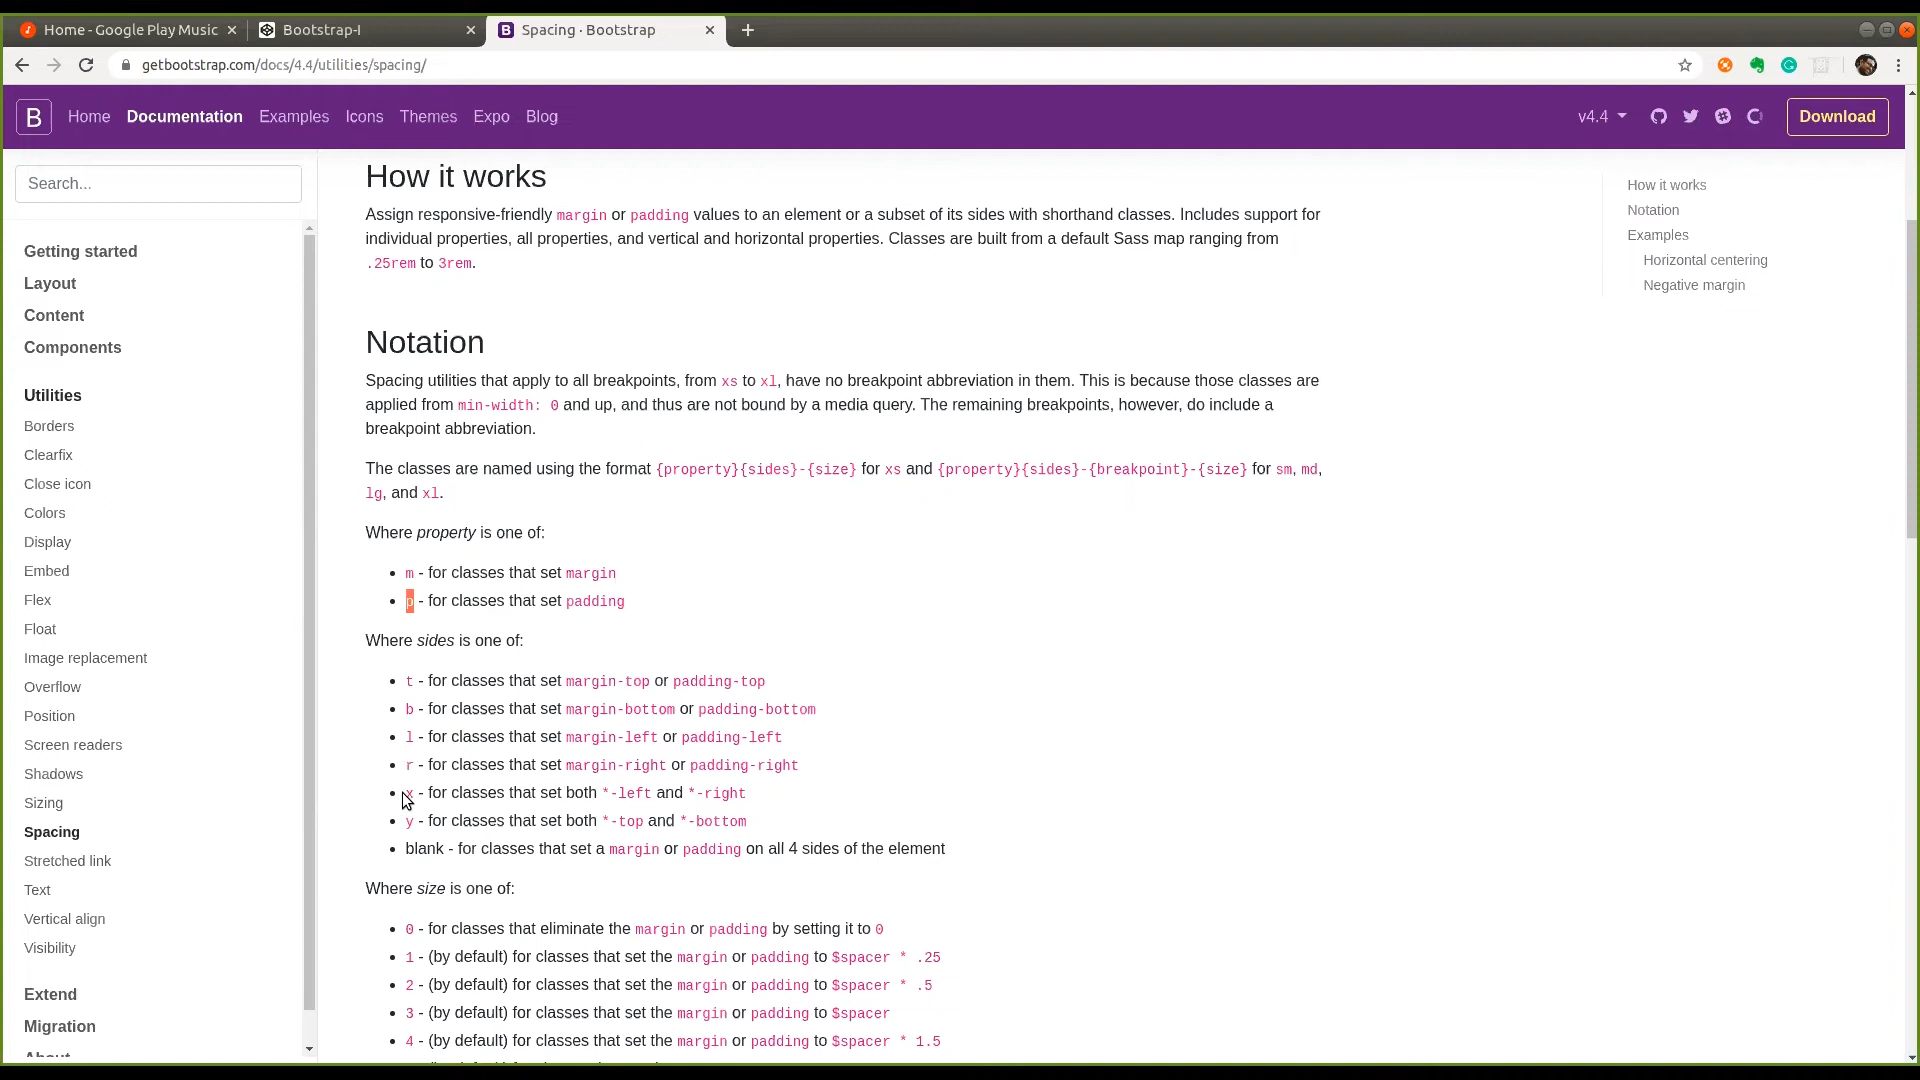 Home - Google Play Music
Bootstrap-I
B Spacing · Bootstrap
getbootstrap.com/docs/4.4/utilities/spacing/
B Home Documentation Examples Icons Themes Expo Blog v4.4 Download
Search...
Getting started
Layout
Content
Components
Utilities
Borders
Clearfix
Close icon
Colors
Display
Embed
Flex
Float
Image replacement
Overflow
Position
Screen readers
Shadows
Sizing
Spacing
Stretched link
Text
Vertical align
Visibility
Extend
Migration
About
How it works
Assign responsive-friendly margin or padding values to an element or a subset of its sides with shorthand classes. Includes support for
individual properties, all properties, and vertical and horizontal properties. Classes are built from a default Sass map ranging from
.25rem to 3rem.
Notation
Spacing utilities that apply to all breakpoints, from xs to xl, have no breakpoint abbreviation in them. This is because those classes are
applied from min-width: 0 and up, and thus are not bound by a media query. The remaining breakpoints, however, do include a
breakpoint abbreviation.
The classes are named using the format {property}{sides}-{size} for xs and {property}{sides}-{breakpoint}-{size} for sm, md,
lg, and xl.
Where property is one of:
• m - for classes that set margin
• p - for classes that set padding
Where sides is one of:
• t - for classes that set margin-top or padding-top
• b - for classes that set margin-bottom or padding-bottom
• l - for classes that set margin-left or padding-left
• r - for classes that set margin-right or padding-right
• x - for classes that set both *-left and *-right
• y - for classes that set both *-top and *-bottom
• blank - for classes that set a margin or padding on all 4 sides of the element
Where size is one of:
• 0 - for classes that eliminate the margin or padding by setting it to 0
• 1 - (by default) for classes that set the margin or padding to $spacer * .25
• 2 - (by default) for classes that set the margin or padding to $spacer * .5
• 3 - (by default) for classes that set the margin or padding to $spacer
• 4 - (by default) for classes that set the margin or padding to $spacer * 1.5
How it works
Notation
Examples
Horizontal centering
Negative margin